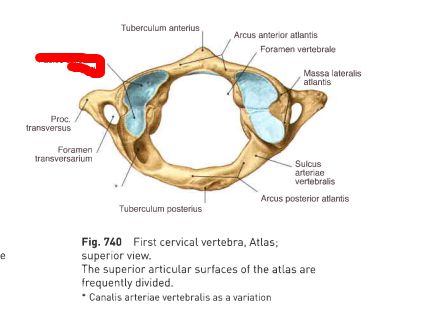 Tuberculum anterius
Arcus anterior atlantis
Foramen vertebrale
Massa lateralis
atlantis
Proc.
transversus
Foramen
transversarium
Sulcus
arteriae
vertebralis
*
Arcus posterior atlantis
Tuberculum posterius
Fig. 740 First cervical vertebra, Atlas;
superior view.
e
The superior articular surfaces of the atlas are
frequently divided.
* Canalis arteriae vertebralis as a variation